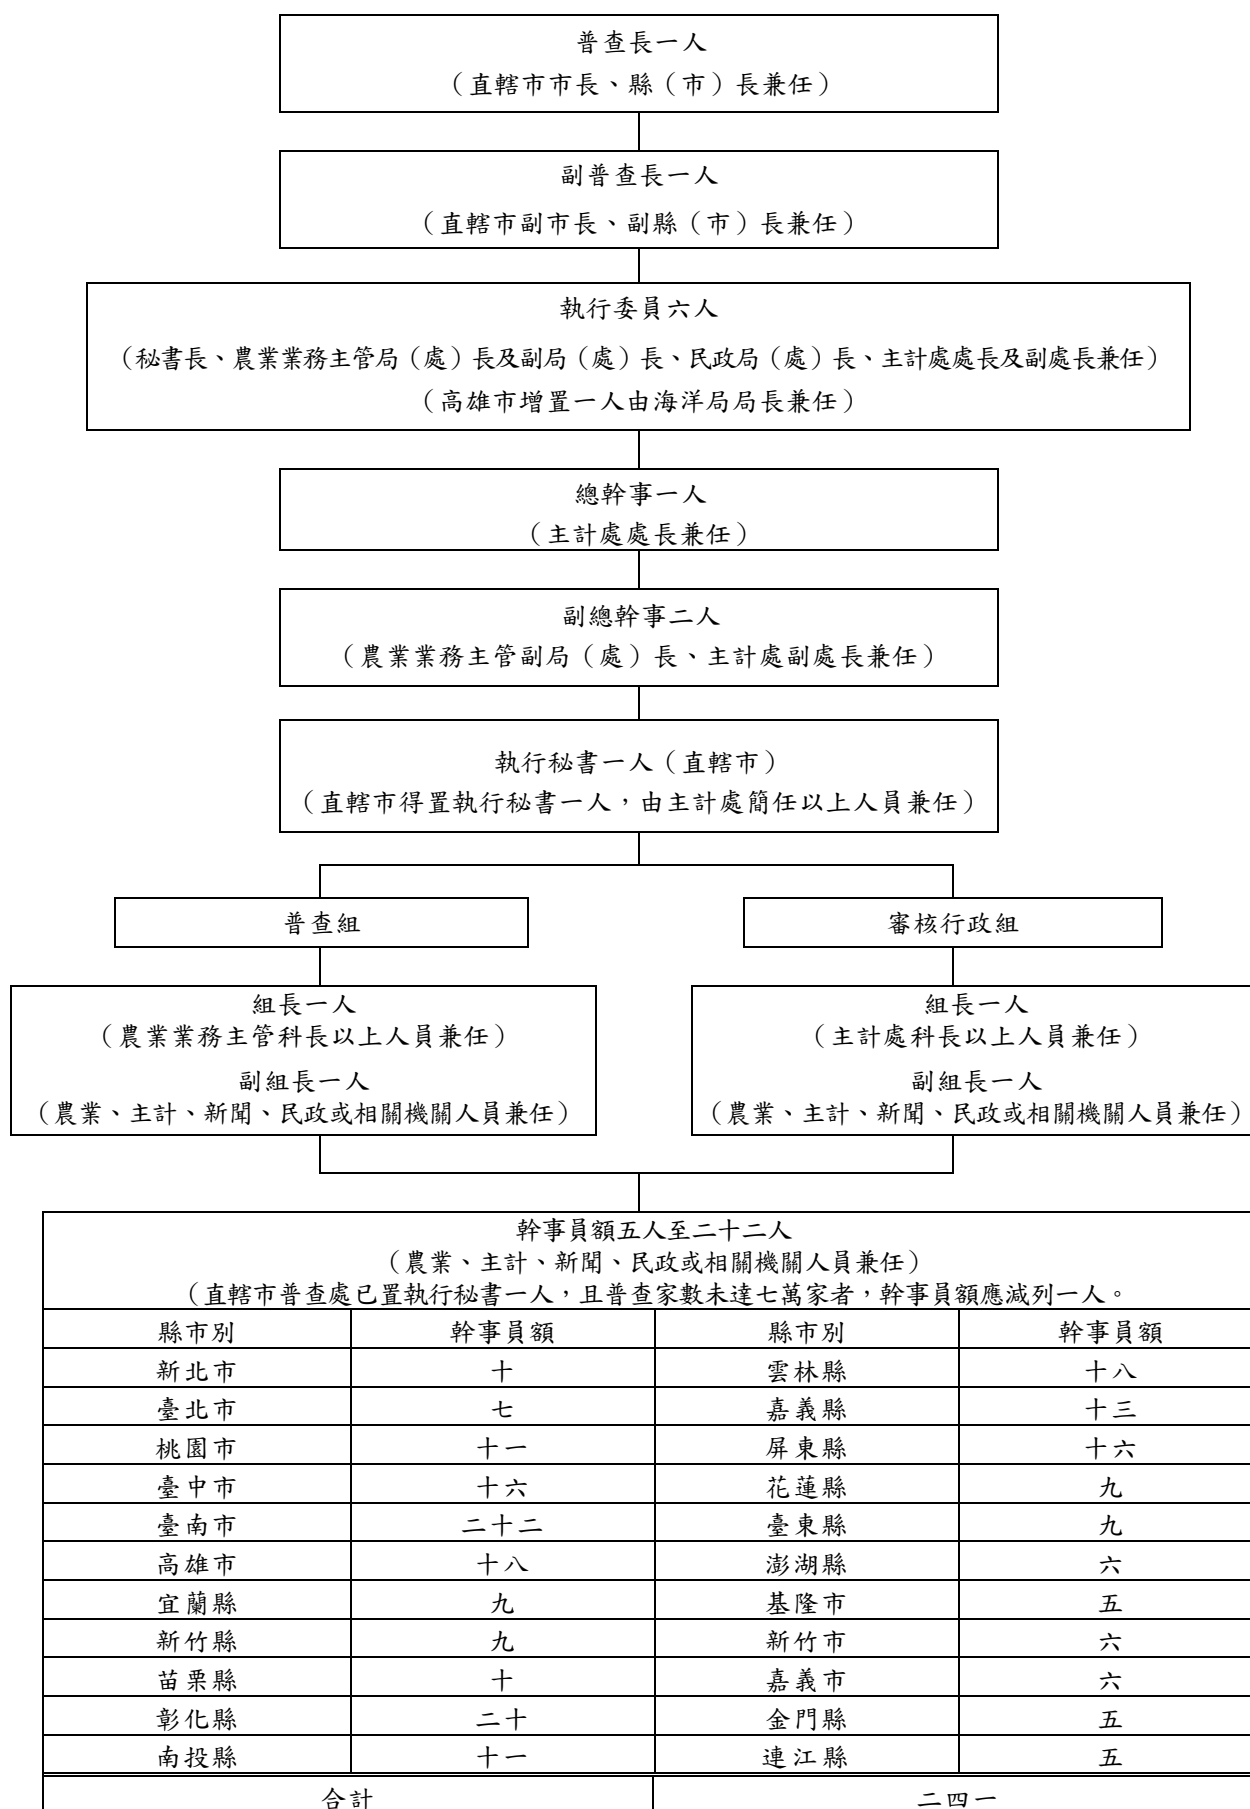 普查長一人
（直轄市市長、縣（市）長兼任）
副普查長一人
（直轄市副市長、副縣（市）長兼任）
執行委員六人
（秘書長、農業業務主管局（處）長及副局（處）長、民政局（處）長、主計處處長及副處長兼任）
（高雄市增置一人由海洋局局長兼任）
總幹事一人
（主計處處長兼任）
副總幹事二人
（農業業務主管副局（處）長、主計處副處長兼任）
執行秘書一人（直轄市）
（直轄市得置執行秘書一人，由主計處簡任以上人員兼任）
普查組
審核行政組
組長一人
（農業業務主管科長以上人員兼任）
副組長一人
（農業、主計、新聞、民政或相關機關人員兼任）
組長一人
（主計處科長以上人員兼任）
副組長一人
（農業、主計、新聞、民政或相關機關人員兼任）
幹事員額五人至二十二人
（農業、主計、新聞、民政或相關機關人員兼任）
（直轄市普查處已置執行秘書一人，且普查家數未達七萬家者，幹事員額應減列一人。
縣市別 幹事員額 縣市別 幹事員額
新北市 十 雲林縣 十八
臺北市 七 嘉義縣 十三
桃園市 十一 屏東縣 十六
臺中市 十六 花蓮縣 九
臺南市 二十二 臺東縣 九
高雄市 十八 澎湖縣 六
宜蘭縣 九 基隆市 五
新竹縣 九 新竹市 六
苗栗縣 十 嘉義市 六
彰化縣 二十 金門縣 五
南投縣 十一 連江縣 五
合計 二四一